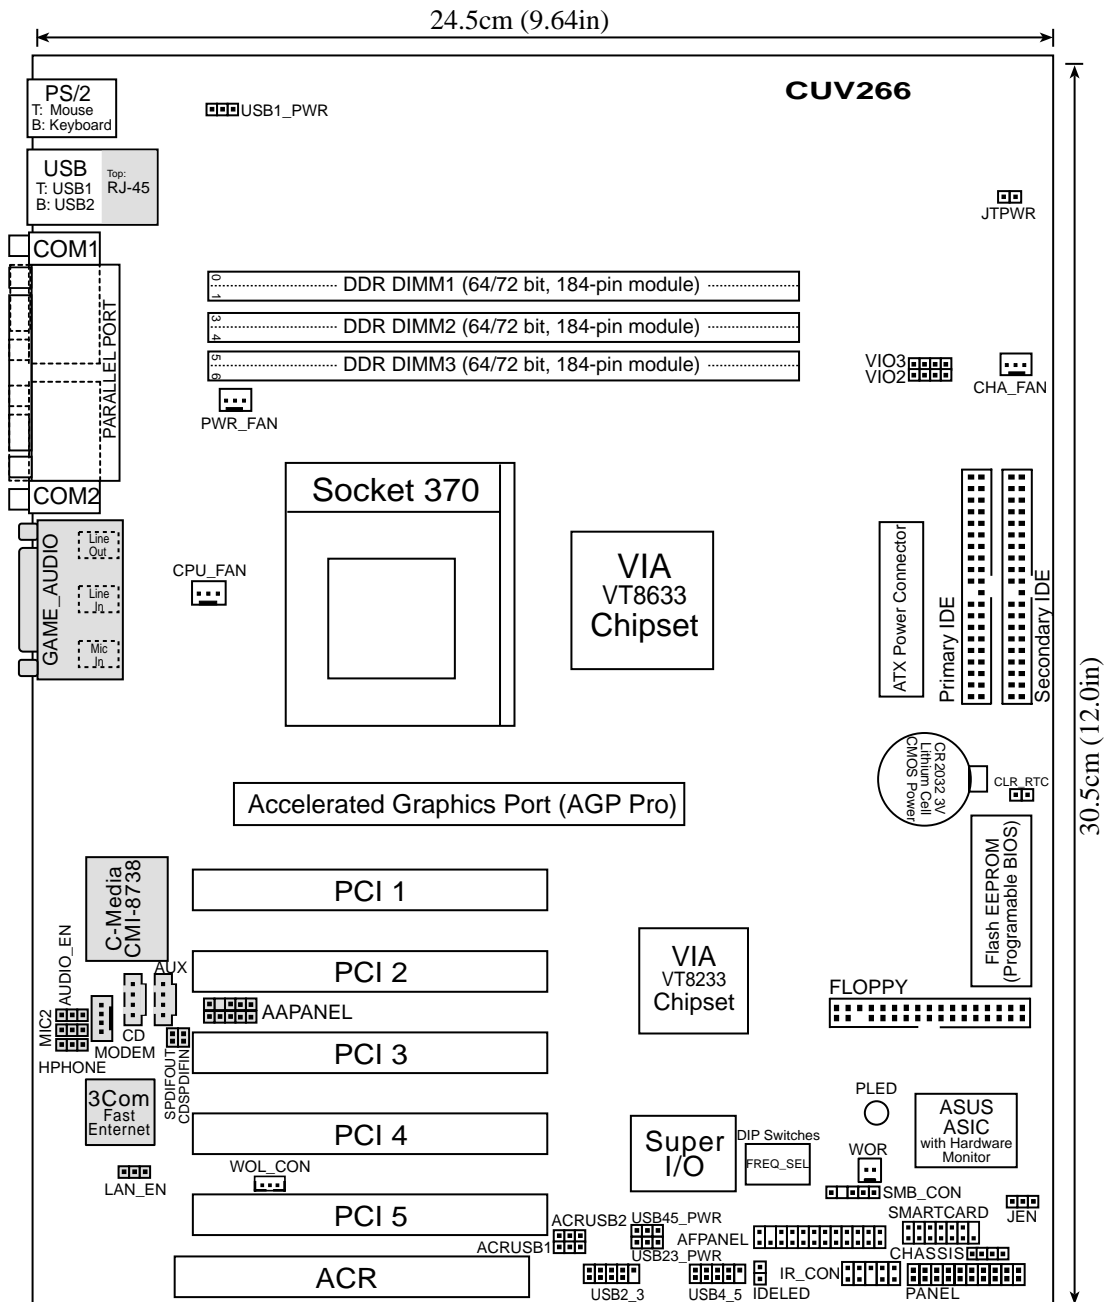 24.5cm (9.64in)
CUV266
PS/2
T: Mouse
B: Keyboard
USB1_PWR
USB
T: USB1
B: USB2
Top:
RJ-45
JTPWR
COM1
PARALLEL PORT
COM2
0
1
DDR DIMM1 (64/72 bit, 184-pin module)
3
4
DDR DIMM2 (64/72 bit, 184-pin module)
5
6
DDR DIMM3 (64/72 bit, 184-pin module)
VIO3
VIO2
CHA_FAN
PWR_FAN
Socket 370
GAME_AUDIO
Line
Out
Line
In
Mic
In
CPU_FAN
VIA
VT8633
Chipset
ATX Power Connector
Primary IDE
Secondary IDE
30.5cm (12.0in)
CR2032 3V
Lithium Cell
CMOS Power
CLR_RTC
Accelerated Graphics Port (AGP Pro)
Flash EEPROM
(Programable BIOS)
C-Media
CMI-8738
PCI 1
PCI 2
VIA
VT8233
Chipset
FLOPPY
AUDIO_EN
AUX
MIC2
CD
MODEM
HPHONE
AAPANEL
SPDIFOUT
CDSPDIFIN
PCI 3
3Com
Fast
Enternet
PCI 4
PLED
ASUS
ASIC
with Hardware
Monitor
Super
I/O
DIP Switches
FREQ_SEL
WOR
LAN_EN
WOL_CON
SMB_CON
PCI 5
JEN
SMARTCARD
ACRUSB2
USB45_PWR
AFPANEL
ACRUSB1
USB23_PWR
CHASSIS
ACR
USB2_3
USB4_5
IDELED
IR_CON
PANEL